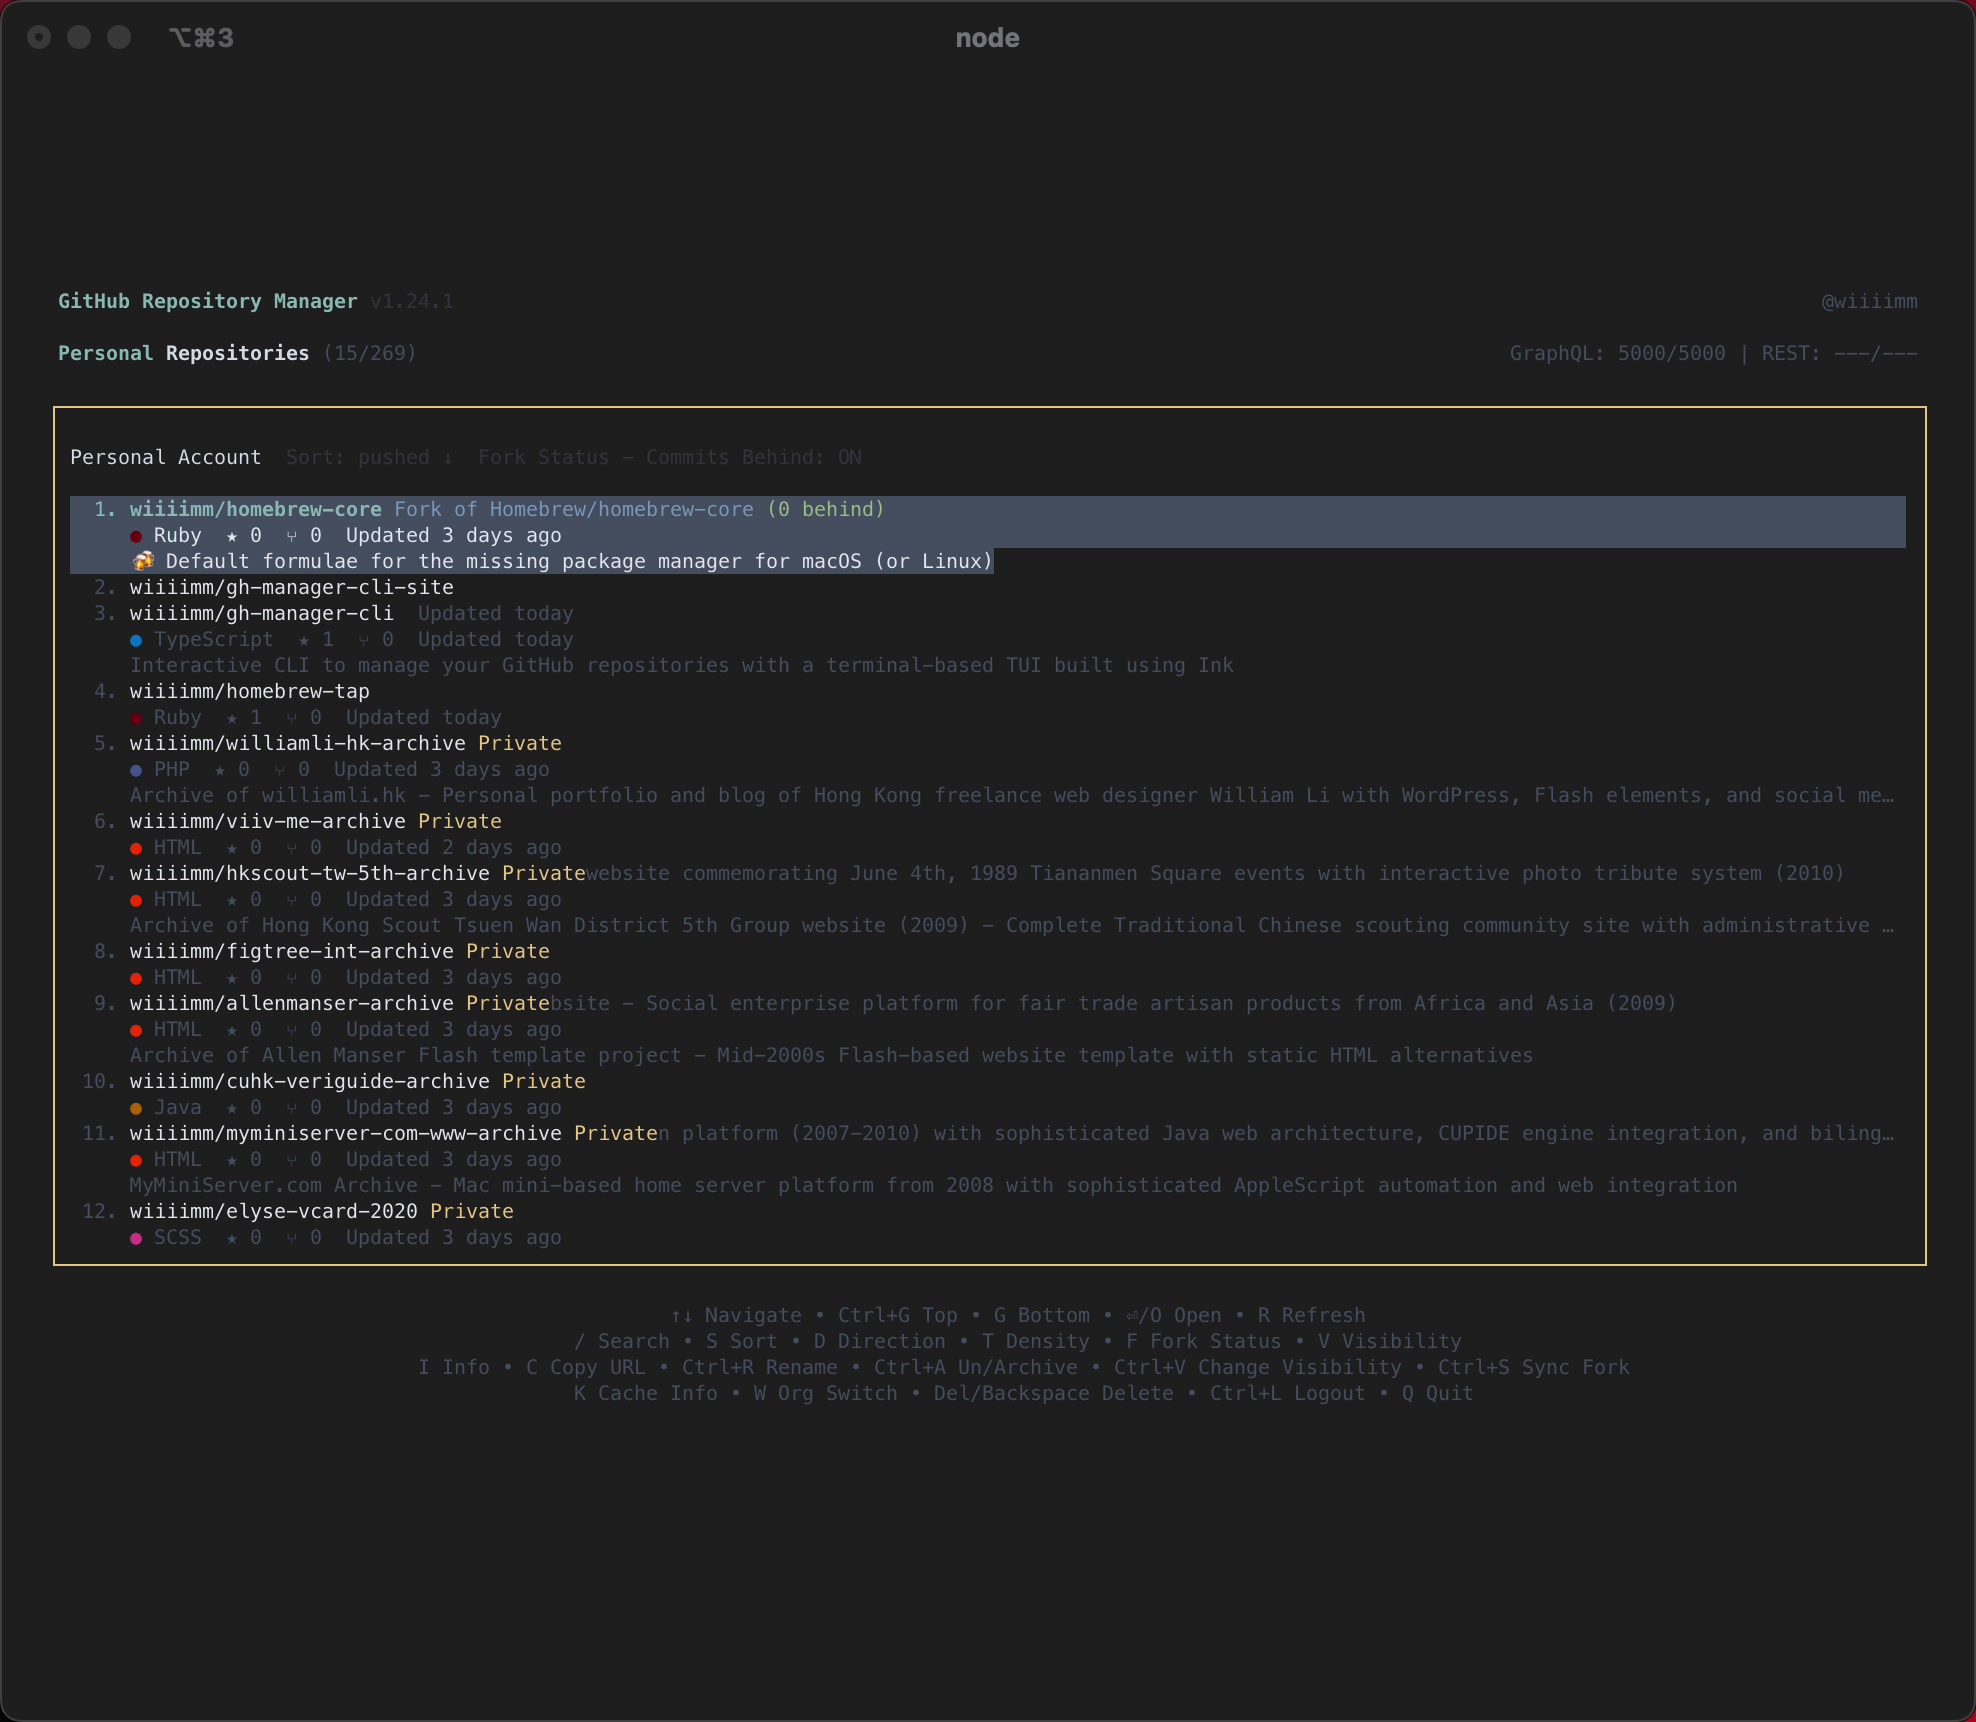 ⌥⌘3 node
GitHub Repository Manager v1.24.1 @wiiiimm
Personal Repositories (15/269) GraphQL: 5000/5000 | REST: ---/---
Personal Account Sort: pushed ↓ Fork Status - Commits Behind: ON
1. wiiiimm/homebrew-core Fork of Homebrew/homebrew-core (0 behind)
● Ruby ★ 0 ⑂ 0 Updated 3 days ago
🍻 Default formulae for the missing package manager for macOS (or Linux)
2. wiiiimm/gh-manager-cli-site
3. wiiiimm/gh-manager-cli Updated today
● TypeScript ★ 1 ⑂ 0 Updated today
Interactive CLI to manage your GitHub repositories with a terminal-based TUI built using Ink
4. wiiiimm/homebrew-tap
● Ruby ★ 1 ⑂ 0 Updated today
5. wiiiimm/williamli-hk-archive Private
● PHP ★ 0 ⑂ 0 Updated 3 days ago
Archive of williamli.hk - Personal portfolio and blog of Hong Kong freelance web designer William Li with WordPress, Flash elements, and social me…
6. wiiiimm/viiv-me-archive Private
● HTML ★ 0 ⑂ 0 Updated 2 days ago
7. wiiiimm/hkscout-tw-5th-archive Privatewebsite commemorating June 4th, 1989 Tiananmen Square events with interactive photo tribute system (2010)
● HTML ★ 0 ⑂ 0 Updated 3 days ago
Archive of Hong Kong Scout Tsuen Wan District 5th Group website (2009) - Complete Traditional Chinese scouting community site with administrative …
8. wiiiimm/figtree-int-archive Private
● HTML ★ 0 ⑂ 0 Updated 3 days ago
9. wiiiimm/allenmanser-archive Privatebsite - Social enterprise platform for fair trade artisan products from Africa and Asia (2009)
● HTML ★ 0 ⑂ 0 Updated 3 days ago
Archive of Allen Manser Flash template project - Mid-2000s Flash-based website template with static HTML alternatives
10. wiiiimm/cuhk-veriguide-archive Private
● Java ★ 0 ⑂ 0 Updated 3 days ago
11. wiiiimm/myminiserver-com-www-archive Privaten platform (2007-2010) with sophisticated Java web architecture, CUPIDE engine integration, and biling…
● HTML ★ 0 ⑂ 0 Updated 3 days ago
MyMiniServer.com Archive - Mac mini-based home server platform from 2008 with sophisticated AppleScript automation and web integration
12. wiiiimm/elyse-vcard-2020 Private
● SCSS ★ 0 ⑂ 0 Updated 3 days ago
↑↓ Navigate • Ctrl+G Top • G Bottom • ⏎/O Open • R Refresh
/ Search • S Sort • D Direction • T Density • F Fork Status • V Visibility
I Info • C Copy URL • Ctrl+R Rename • Ctrl+A Un/Archive • Ctrl+V Change Visibility • Ctrl+S Sync Fork
K Cache Info • W Org Switch • Del/Backspace Delete • Ctrl+L Logout • Q Quit